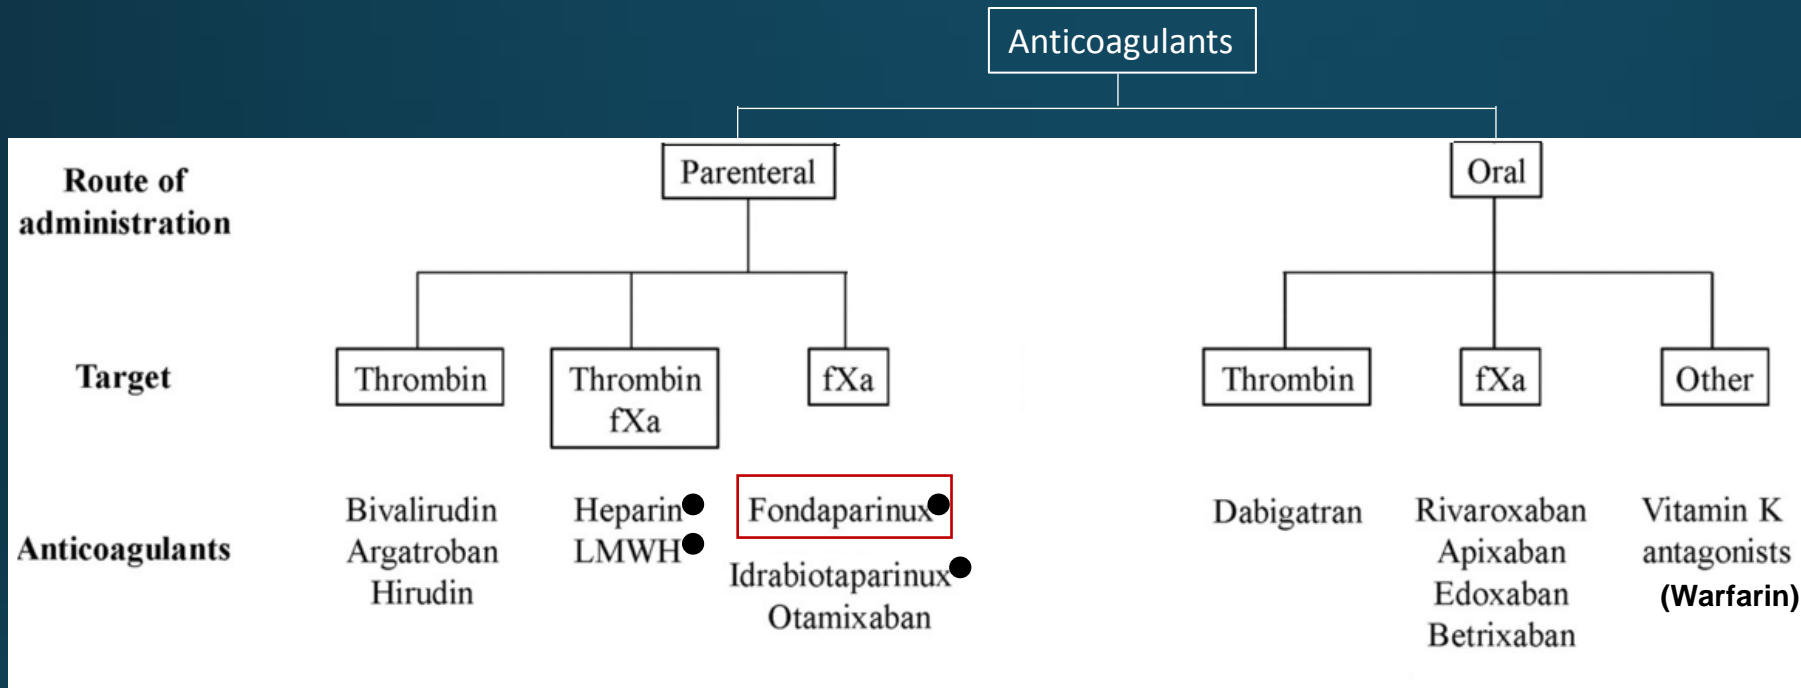 Anticoagulants
Route of
administration
Parenteral
Oral
Target
Thrombin
Thrombin
fXa
fXa
Thrombin
fXa
Other
Anticoagulants
Bivalirudin
Argatroban
Hirudin
Heparin
LMWH
Fondaparinux
Idrabiotaparinux
Otamixaban
Dabigatran
Rivaroxaban
Apixaban
Edoxaban
Betrixaban
Vitamin K
antagonists
(Warfarin)